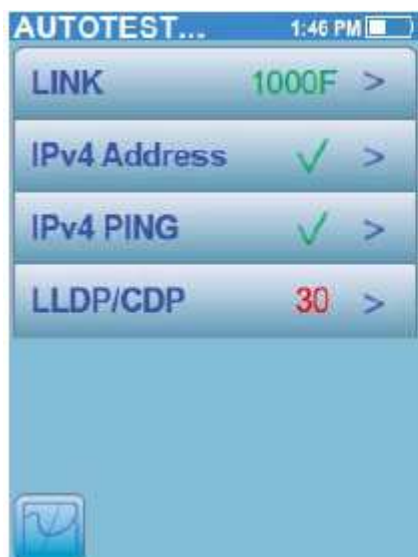 AUTOTEST... 1:46 PM
LINK 1000F >
IPv4 Address ✓ >
IPv4 PING ✓ >
LLDP/CDP 30 >